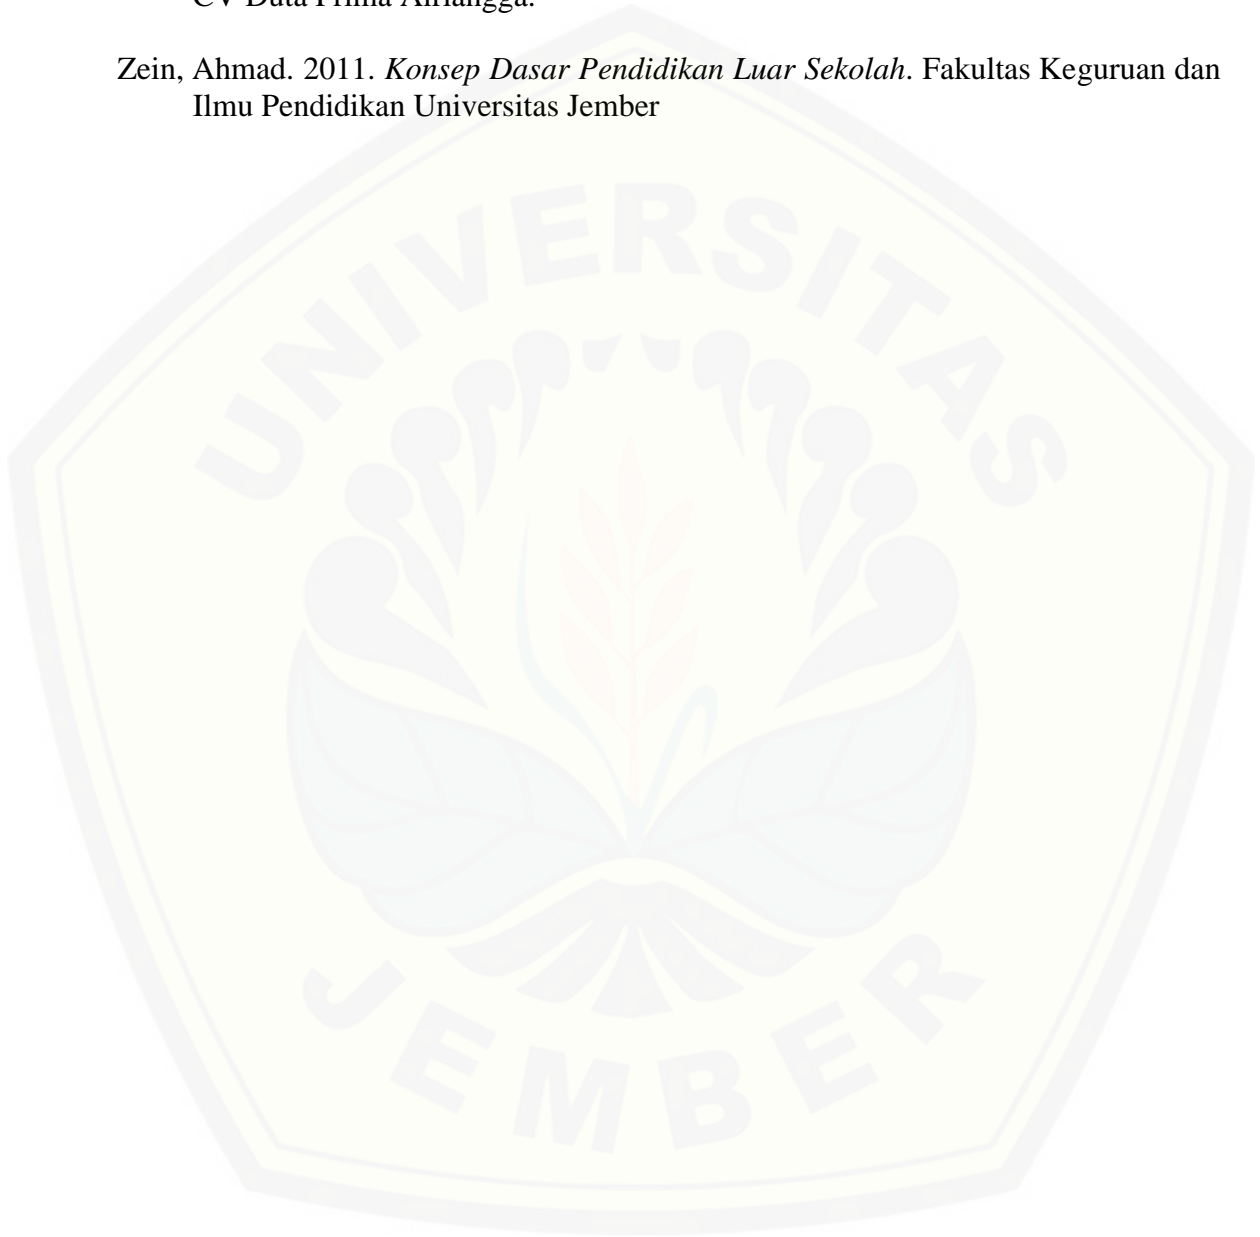 CV Duta Prima Airlangga.
Zein, Ahmad. 2011. Konsep Dasar Pendidikan Luar Sekolah. Fakultas Keguruan dan
Ilmu Pendidikan Universitas Jember
UNIVERSITAS
JEMBER